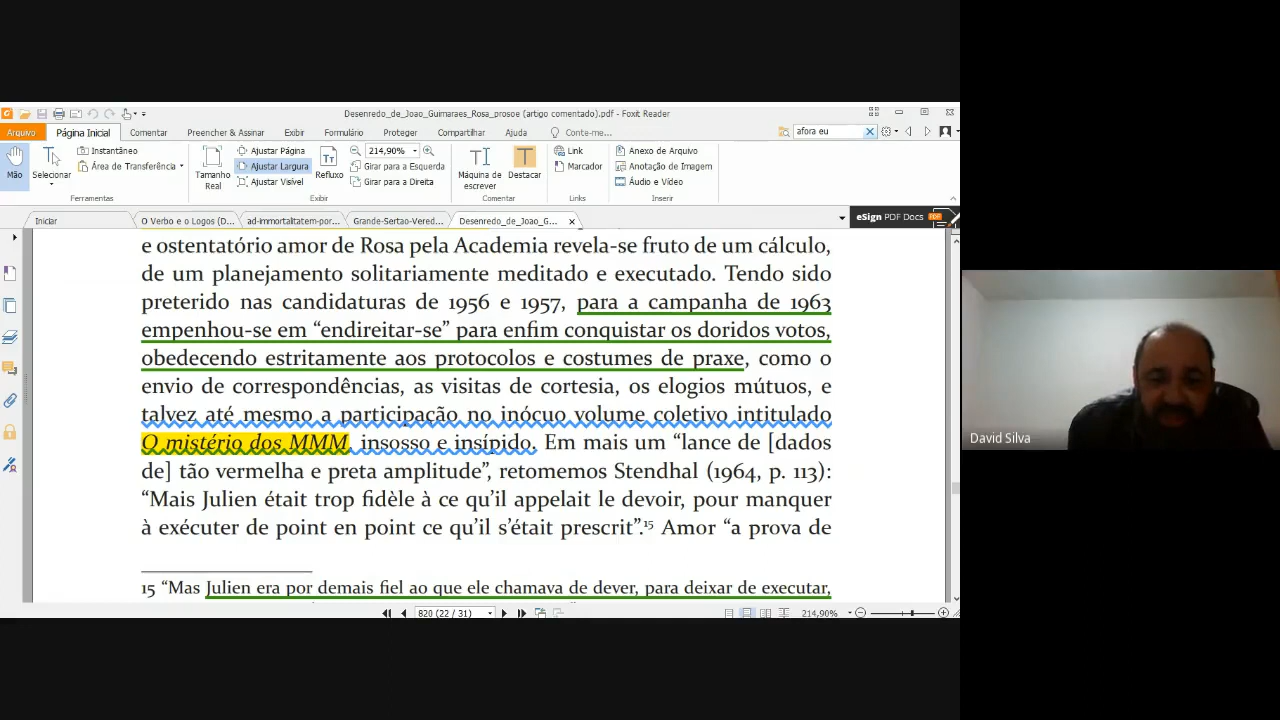 Desenredo_de_Joao_Guimaraes_Rosa_prosoe (artigo comentado).pdf - Foxit Reader
Arquivo Página Inicial Comentar Preencher & Assinar Exibir Formulário Proteger Compartilhar Ajuda Conte-me... afora eu
Mão
Selecionar
Instantâneo
Área de Transferência
Ferramentas
Tamanho Real
Ajustar Página
Ajustar Largura
Ajustar Visível
Refluxo
214,90%
Girar para a Esquerda
Girar para a Direita
Exibir
Máquina de escrever
Destacar
Comentar
Link
Marcador
Links
Anexo de Arquivo
Anotação de Imagem
Áudio e Vídeo
Inserir
Iniciar O Verbo e o Logos (D... ad-immortalitatem-por... Grande-Sertao-Vered... Desenredo_de_Joao_G... eSign PDF Docs
e ostentatório amor de Rosa pela Academia revela-se fruto de um cálculo,
de um planejamento solitariamente meditado e executado. Tendo sido
preterido nas candidaturas de 1956 e 1957, para a campanha de 1963
empenhou-se em “endireitar-se” para enfim conquistar os doridos votos,
obedecendo estritamente aos protocolos e costumes de praxe, como o
envio de correspondências, as visitas de cortesia, os elogios mútuos, e
talvez até mesmo a participação no inócuo volume coletivo intitulado
O mistério dos MMM, insosso e insípido. Em mais um “lance de [dados
de] tão vermelha e preta amplitude”, retomemos Stendhal (1964, p. 113):
“Mais Julien était trop fidèle à ce qu’il appelait le devoir, pour manquer
à exécuter de point en point ce qu’il s’était prescrit”.15 Amor “a prova de
15 “Mas Julien era por demais fiel ao que ele chamava de dever, para deixar de executar,
820 (22 / 31) 214,90%
David Silva